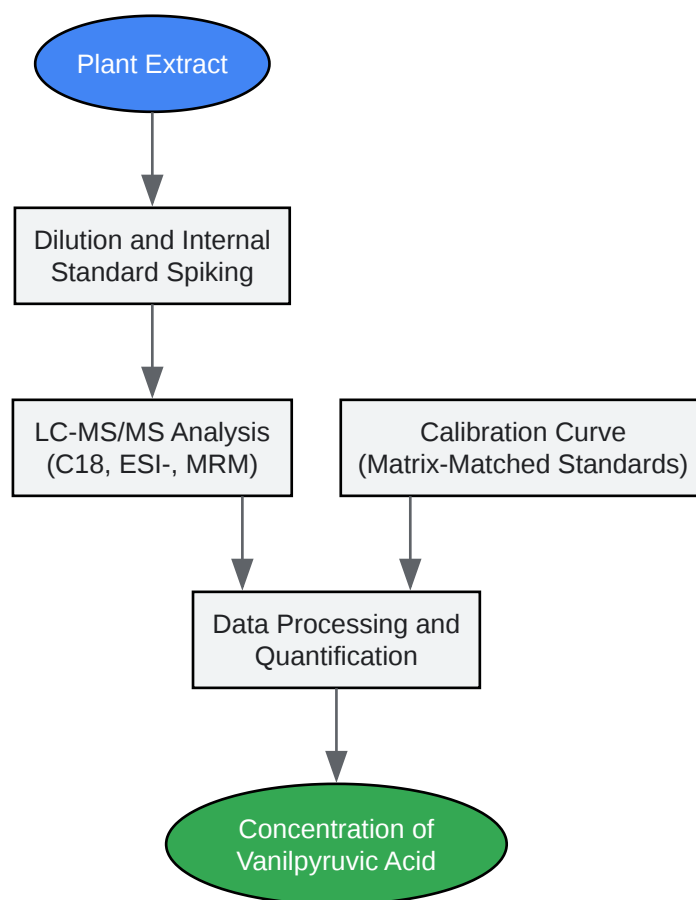 Plant Extract
Dilution and Internal
Standard Spiking
LC-MS/MS Analysis
(C18, ESI-, MRM)
Calibration Curve
(Matrix-Matched Standards)
Data Processing and
Quantification
Concentration of
Vanilpyruvic Acid